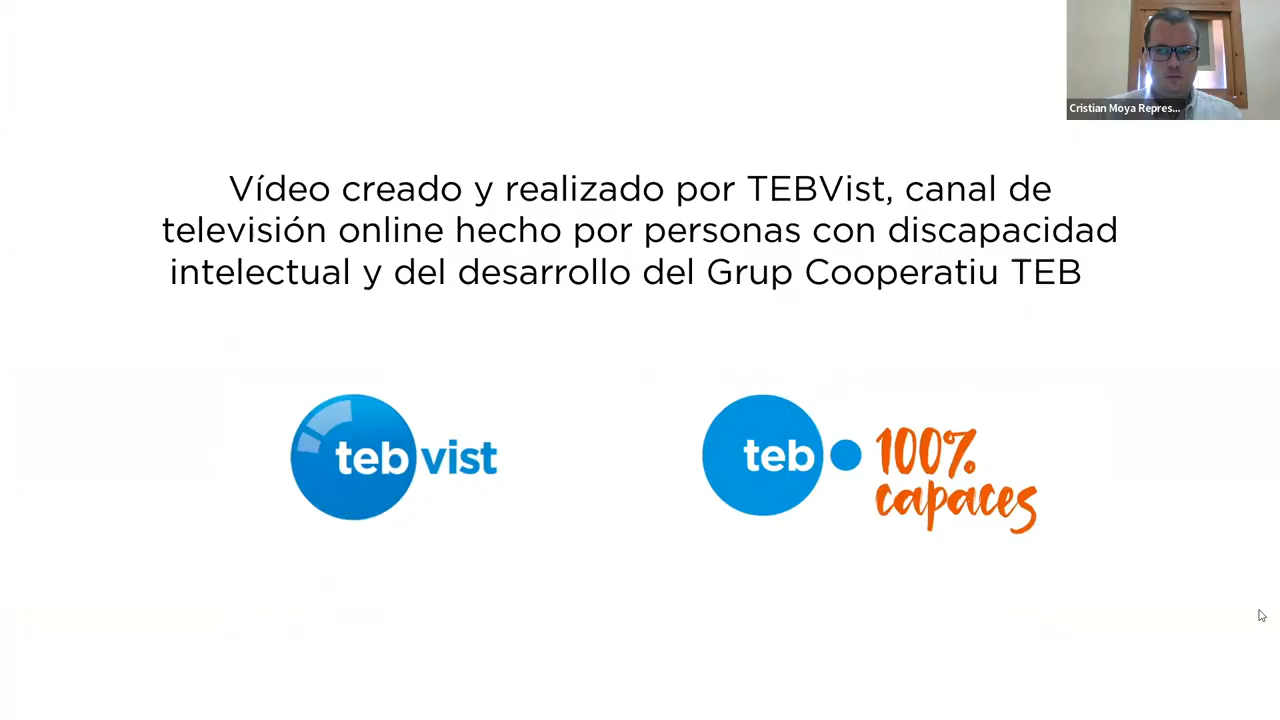 Cristian Moya Repres...
Vídeo creado y realizado por TEBVist, canal de
televisión online hecho por personas con discapacidad
intelectual y del desarrollo del Grup Cooperatiu TEB
teb vist
teb
100%
capaces